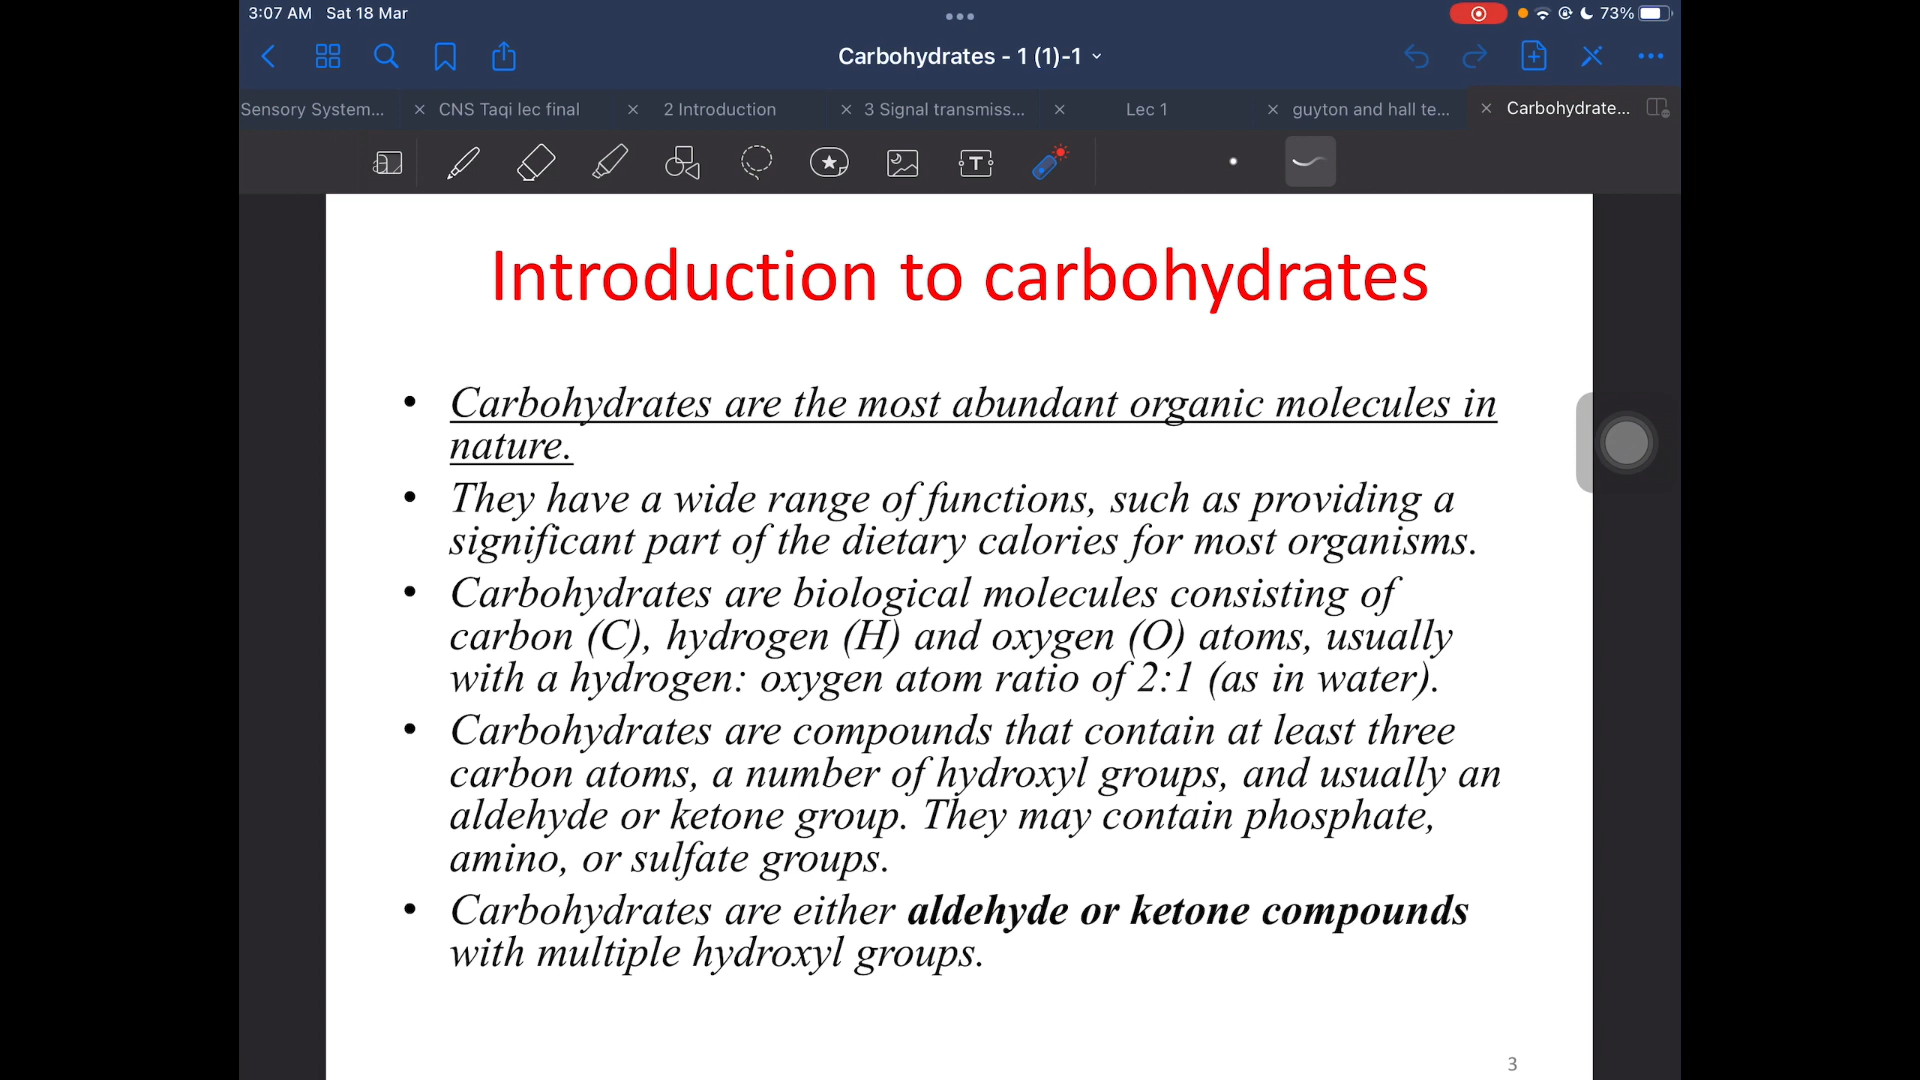 3:07 AM Sat 18 Mar
73%
Carbohydrates - 1 (1)-1
Sensory System... CNS Taqi lec final 2 Introduction 3 Signal transmiss... Lec 1 guyton and hall te... Carbohydrate...
Introduction to carbohydrates
• Carbohydrates are the most abundant organic molecules in
nature.
• They have a wide range of functions, such as providing a
significant part of the dietary calories for most organisms.
• Carbohydrates are biological molecules consisting of
carbon (C), hydrogen (H) and oxygen (O) atoms, usually
with a hydrogen: oxygen atom ratio of 2:1 (as in water).
• Carbohydrates are compounds that contain at least three
carbon atoms, a number of hydroxyl groups, and usually an
aldehyde or ketone group. They may contain phosphate,
amino, or sulfate groups.
• Carbohydrates are either aldehyde or ketone compounds
with multiple hydroxyl groups.
3